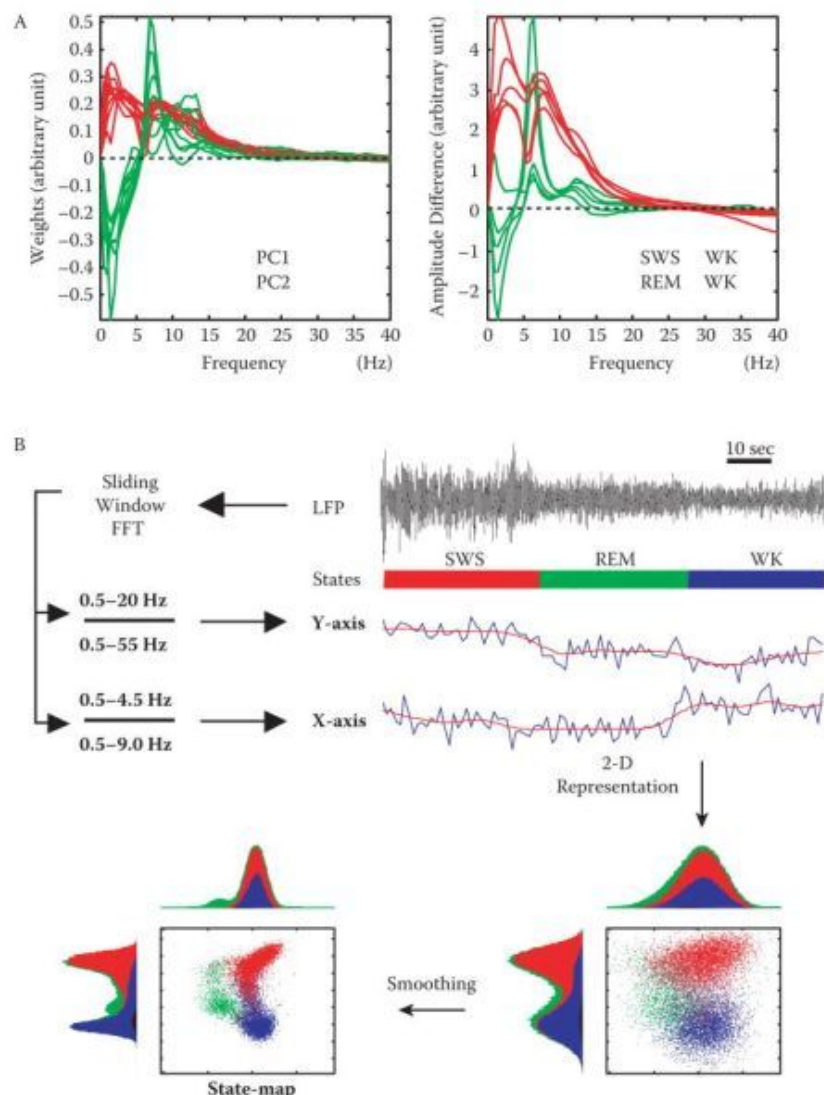 A
0.5
0.4
0.3
0.2
0.1
0
−0.1
−0.2
−0.3
−0.4
−0.5
Weights (arbitrary unit)
PC1
PC2
0 5 10 15 20 25 30 35 40
Frequency (Hz)
4
3
2
1
0
−1
−2
Amplitude Difference (arbitrary unit)
SWS WK
REM WK
0 5 10 15 20 25 30 35 40
Frequency (Hz)
B
10 sec
Sliding
Window
FFT
LFP
SWS REM WK
States
0.5–20 Hz
0.5–55 Hz
Y-axis
0.5–4.5 Hz
0.5–9.0 Hz
X-axis
2-D
Representation
Smoothing
State-map